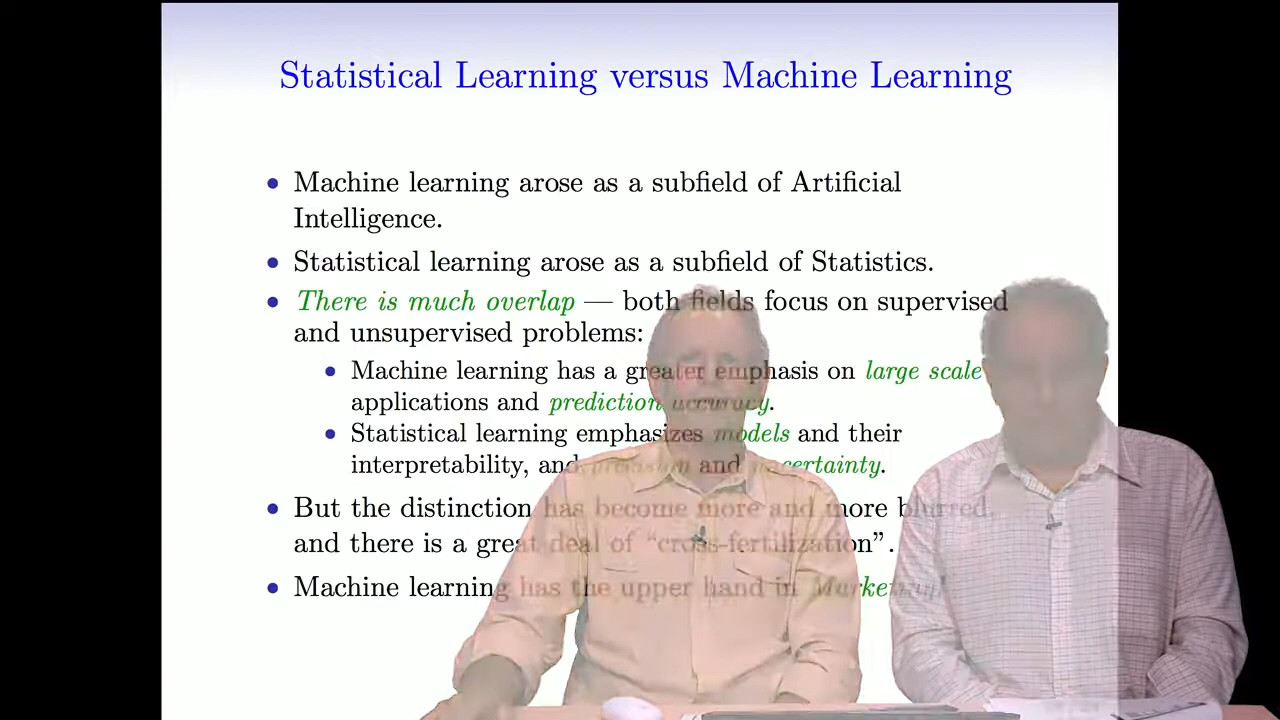 Statistical Learning versus Machine Learning
• Machine learning arose as a subfield of Artificial
Intelligence.
• Statistical learning arose as a subfield of Statistics.
• There is much overlap — both fields focus on supervised
and unsupervised problems:
• Machine learning has a greater emphasis on large scale
applications and prediction accuracy.
• Statistical learning emphasizes models and their
interpretability, and precision and uncertainty.
• But the distinction has become more and more blurred,
and there is a great deal of “cross-fertilization”.
• Machine learning has the upper hand in Marketing!